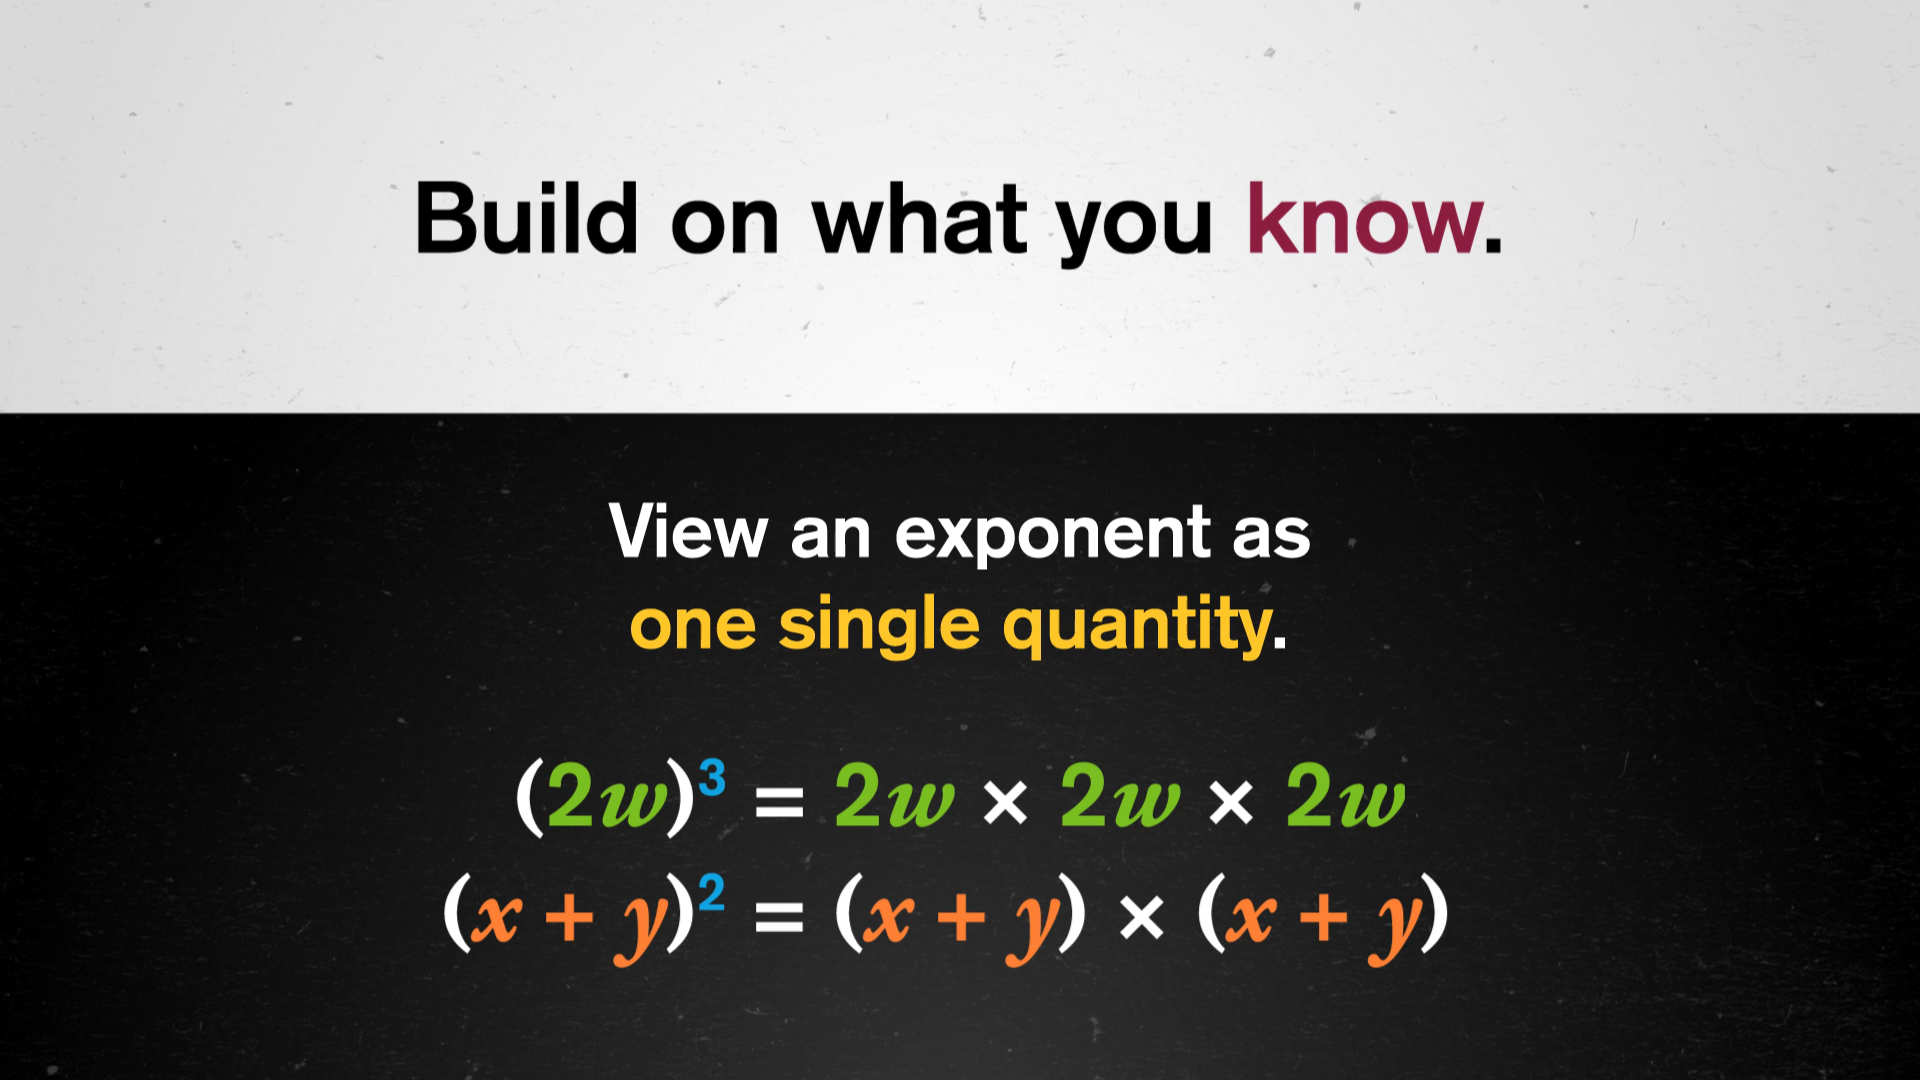 Build on what you know.
View an exponent as
one single quantity.
(2w)³ = 2w × 2w × 2w
(x + y)² = (x + y) × (x + y)